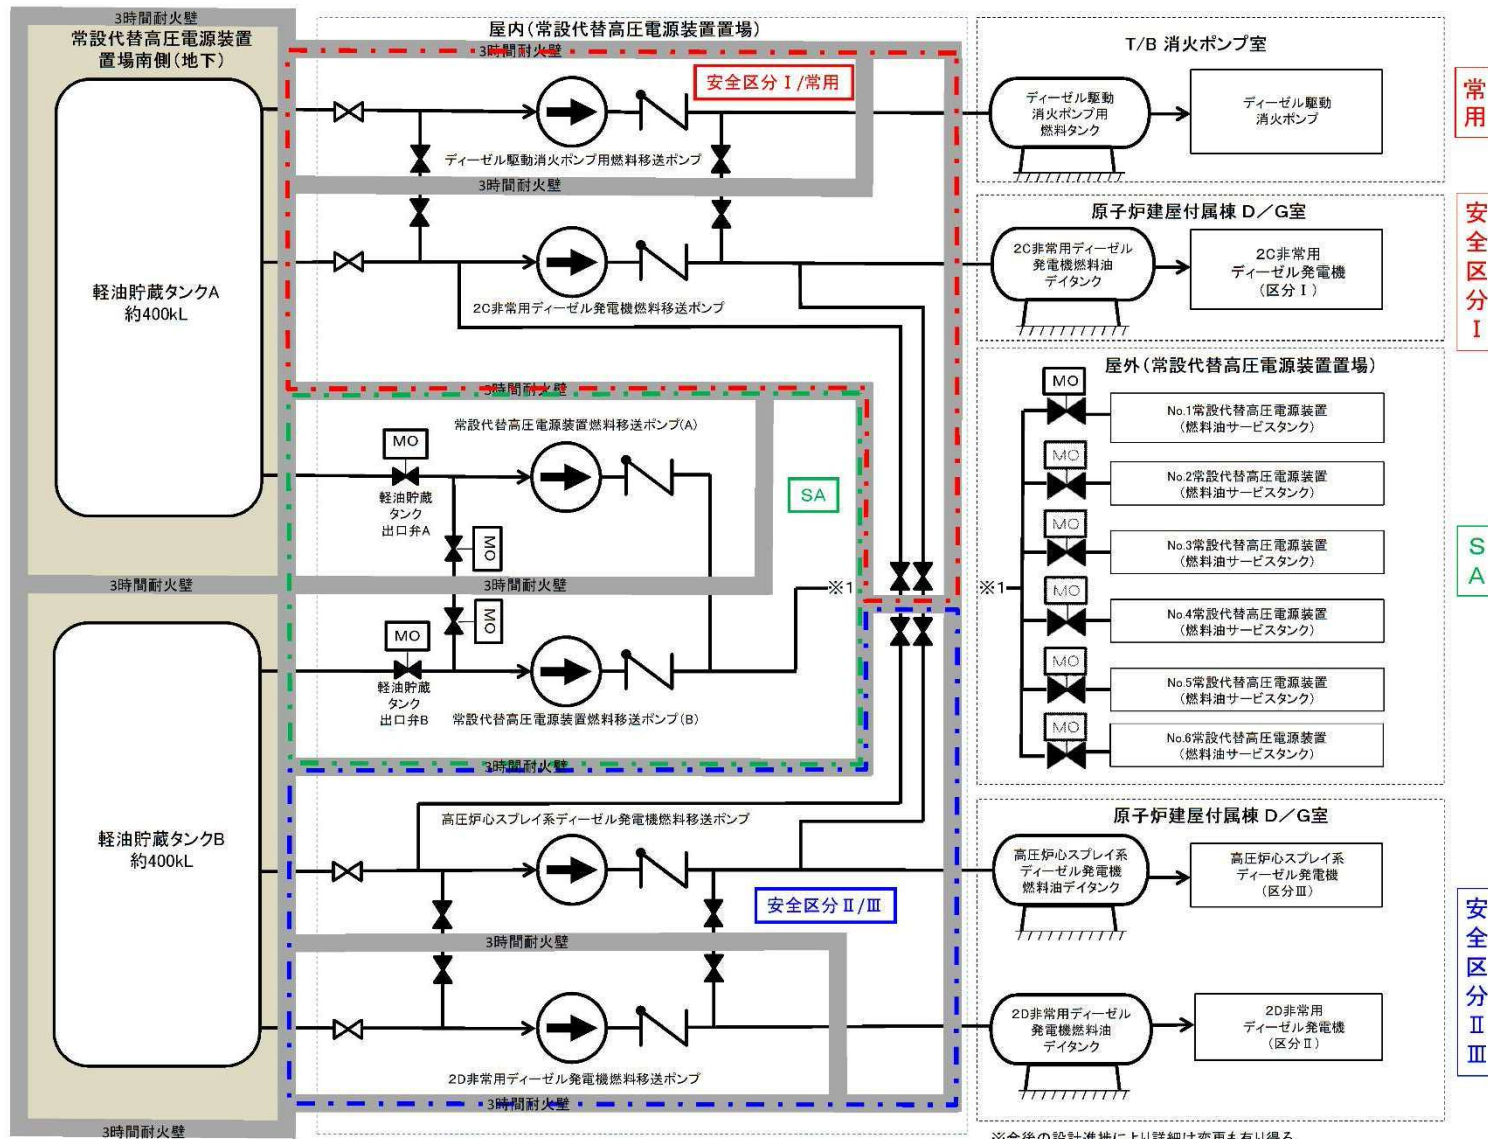 3時間耐火壁
常設代替高圧電源装置
置場南側(地下)
屋内(常設代替高圧電源装置置場)
3時間耐火壁
安全区分Ⅰ/常用
ディーゼル駆動消火ポンプ用燃料移送ポンプ
3時間耐火壁
2C非常用ディーゼル発電機燃料移送ポンプ
軽油貯蔵タンクA
約400kL
T/B 消火ポンプ室
ディーゼル駆動
消火ポンプ用
燃料タンク
ディーゼル駆動
消火ポンプ
常用
原子炉建屋付属棟 D/G室
2C非常用ディーゼル
発電機燃料油
デイタンク
2C非常用
ディーゼル発電機
(区分Ⅰ)
安全区分Ⅰ
3時間耐火壁
常設代替高圧電源装置燃料移送ポンプ(A)
MO
軽油貯蔵
タンク
出口弁A
MO
SA
3時間耐火壁
3時間耐火壁
※1
MO
MO
軽油貯蔵
タンク
出口弁B
常設代替高圧電源装置燃料移送ポンプ(B)
3時間耐火壁
屋外(常設代替高圧電源装置置場)
※1
MO
No.1常設代替高圧電源装置
(燃料油サービスタンク)
MO
No.2常設代替高圧電源装置
(燃料油サービスタンク)
MO
No.3常設代替高圧電源装置
(燃料油サービスタンク)
MO
No.4常設代替高圧電源装置
(燃料油サービスタンク)
MO
No.5常設代替高圧電源装置
(燃料油サービスタンク)
MO
No.6常設代替高圧電源装置
(燃料油サービスタンク)
SA
軽油貯蔵タンクB
約400kL
高圧炉心スプレイ系ディーゼル発電機燃料移送ポンプ
安全区分Ⅱ/Ⅲ
3時間耐火壁
2D非常用ディーゼル発電機燃料移送ポンプ
3時間耐火壁
3時間耐火壁
原子炉建屋付属棟 D/G室
高圧炉心スプレイ系
ディーゼル発電機
燃料油デイタンク
高圧炉心スプレイ系
ディーゼル発電機
(区分Ⅲ)
2D非常用ディーゼル
発電機燃料油
デイタンク
2D非常用
ディーゼル発電機
(区分Ⅱ)
安全区分ⅡⅢ
※今後の設計進捗により詳細は変更も有り得る